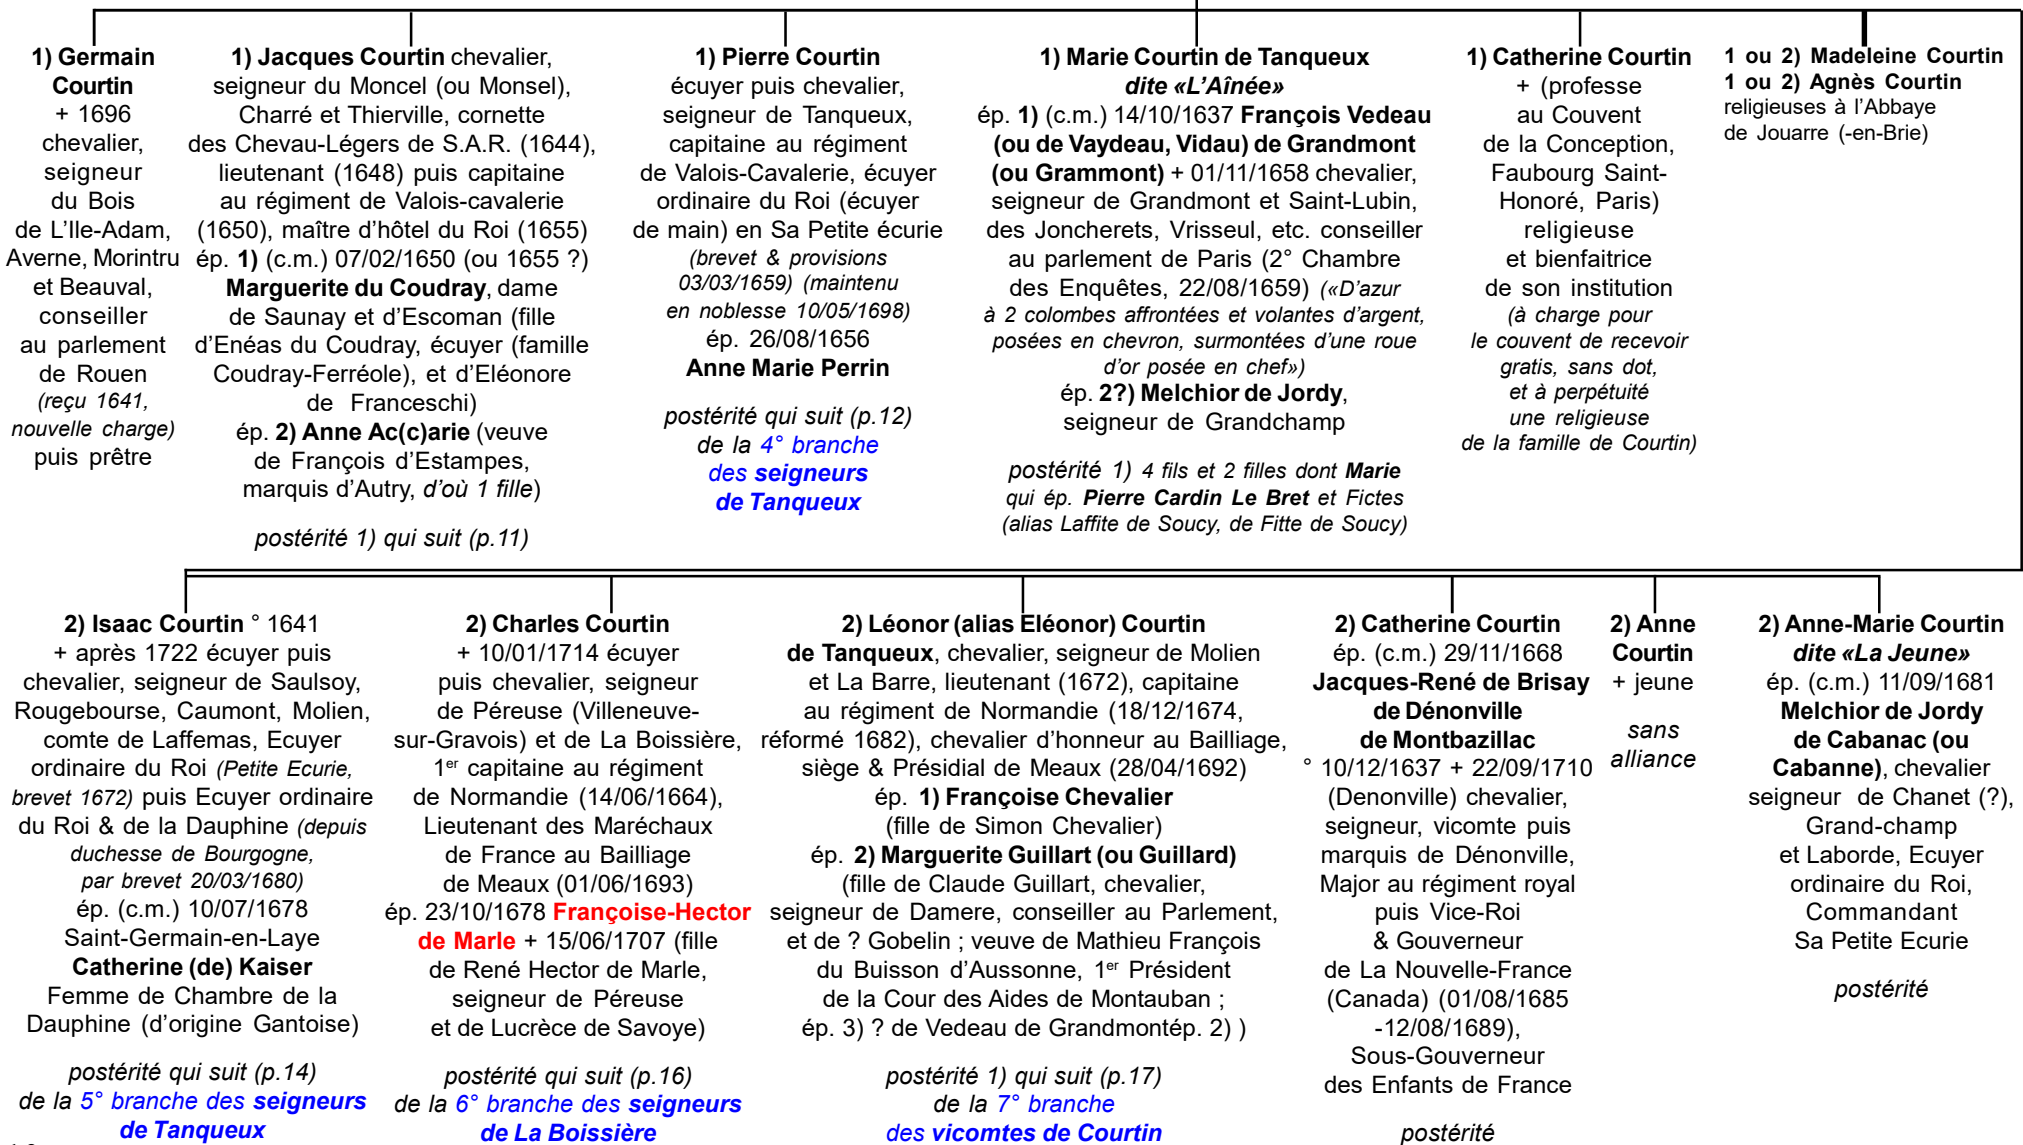 1) Germain
Courtin
+ 1696
chevalier,
seigneur
du Bois
de L'Ile-Adam,
Averne, Morintru
et Beauval,
conseiller
au parlement
de Rouen
(reçu 1641,
nouvelle charge)
puis prêtre
1) Jacques Courtin chevalier,
seigneur du Moncel (ou Monsel),
Charré et Thierville, cornette
des Chevau-Légers de S.A.R. (1644),
lieutenant (1648) puis capitaine
au régiment de Valois-cavalerie
(1650), maître d'hôtel du Roi (1655)
ép. 1) (c.m.) 07/02/1650 (ou 1655 ?)
Marguerite du Coudray, dame
de Saunay et d'Escoman (fille
d'Enéas du Coudray, écuyer (famille
Coudray-Ferréole), et d'Eléonore
de Franceschi)
ép. 2) Anne Ac(c)arie (veuve
de François d'Estampes,
marquis d'Autry, d'où 1 fille)
postérité 1) qui suit (p.11)
1) Pierre Courtin
écuyer puis chevalier,
seigneur de Tanqueux,
capitaine au régiment
de Valois-Cavalerie, écuyer
ordinaire du Roi (écuyer
de main) en Sa Petite écurie
(brevet & provisions
03/03/1659) (maintenu
en noblesse 10/05/1698)
ép. 26/08/1656
Anne Marie Perrin
postérité qui suit (p.12)
de la 4° branche
des seigneurs
de Tanqueux
1) Marie Courtin de Tanqueux
dite «L'Aînée»
ép. 1) (c.m.) 14/10/1637 François Vedeau
(ou de Vaydeau, Vidau) de Grandmont
(ou Grammont) + 01/11/1658 chevalier,
seigneur de Grandmont et Saint-Lubin,
des Joncherets, Vrisseul, etc. conseiller
au parlement de Paris (2° Chambre
des Enquêtes, 22/08/1659) («D'azur
à 2 colombes affrontées et volantes d'argent,
posées en chevron, surmontées d'une roue
d'or posée en chef»)
ép. 2?) Melchior de Jordy,
seigneur de Grandchamp
postérité 1) 4 fils et 2 filles dont Marie
qui ép. Pierre Cardin Le Bret et Fictes
(alias Laffite de Soucy, de Fitte de Soucy)
1) Catherine Courtin
+ (professe
au Couvent
de la Conception,
Faubourg Saint-
Honoré, Paris)
religieuse
et bienfaitrice
de son institution
(à charge pour
le couvent de recevoir
gratis, sans dot,
et à perpétuité
une religieuse
de la famille de Courtin)
1 ou 2) Madeleine Courtin
1 ou 2) Agnès Courtin
religieuses à l'Abbaye
de Jouarre (-en-Brie)
2) Isaac Courtin ° 1641
+ après 1722 écuyer puis
chevalier, seigneur de Saulsoy,
Rougebourse, Caumont, Molien,
comte de Laffemas, Ecuyer
ordinaire du Roi (Petite Ecurie,
brevet 1672) puis Ecuyer ordinaire
du Roi & de la Dauphine (depuis
duchesse de Bourgogne,
par brevet 20/03/1680)
ép. (c.m.) 10/07/1678
Saint-Germain-en-Laye
Catherine (de) Kaiser
Femme de Chambre de la
Dauphine (d'origine Gantoise)
postérité qui suit (p.14)
de la 5° branche des seigneurs
de Tanqueux
2) Charles Courtin
+ 10/01/1714 écuyer
puis chevalier, seigneur
de Péreuse (Villeneuve-
sur-Gravois) et de La Boissière,
1er capitaine au régiment
de Normandie (14/06/1664),
Lieutenant des Maréchaux
de France au Bailliage
de Meaux (01/06/1693)
ép. 23/10/1678 Françoise-Hector
de Marle + 15/06/1707 (fille
de René Hector de Marle,
seigneur de Péreuse
et de Lucrèce de Savoye)
postérité qui suit (p.16)
de la 6° branche des seigneurs
de La Boissière
2) Léonor (alias Eléonor) Courtin
de Tanqueux, chevalier, seigneur de Molien
et La Barre, lieutenant (1672), capitaine
au régiment de Normandie (18/12/1674,
réformé 1682), chevalier d'honneur au Bailliage,
siège & Présidial de Meaux (28/04/1692)
ép. 1) Françoise Chevalier
(fille de Simon Chevalier)
ép. 2) Marguerite Guillart (ou Guillard)
(fille de Claude Guillart, chevalier,
seigneur de Damere, conseiller au Parlement,
et de ? Gobelin ; veuve de Mathieu François
du Buisson d'Aussonne, 1er Président
de la Cour des Aides de Montauban ;
ép. 3) ? de Vedeau de Grandmontép. 2) )
postérité 1) qui suit (p.17)
de la 7° branche
des vicomtes de Courtin
2) Catherine Courtin
ép. (c.m.) 29/11/1668
Jacques-René de Brisay
de Dénonville
de Montbazillac
° 10/12/1637 + 22/09/1710
(Denonville) chevalier,
seigneur, vicomte puis
marquis de Dénonville,
Major au régiment royal
puis Vice-Roi
& Gouverneur
de La Nouvelle-France
(Canada) (01/08/1685
-12/08/1689),
Sous-Gouverneur
des Enfants de France
postérité
2) Anne
Courtin
+ jeune
sans
alliance
2) Anne-Marie Courtin
dite «La Jeune»
ép. (c.m.) 11/09/1681
Melchior de Jordy
de Cabanac (ou
Cabanne), chevalier
seigneur de Chanet (?),
Grand-champ
et Laborde, Ecuyer
ordinaire du Roi,
Commandant
Sa Petite Ecurie
postérité